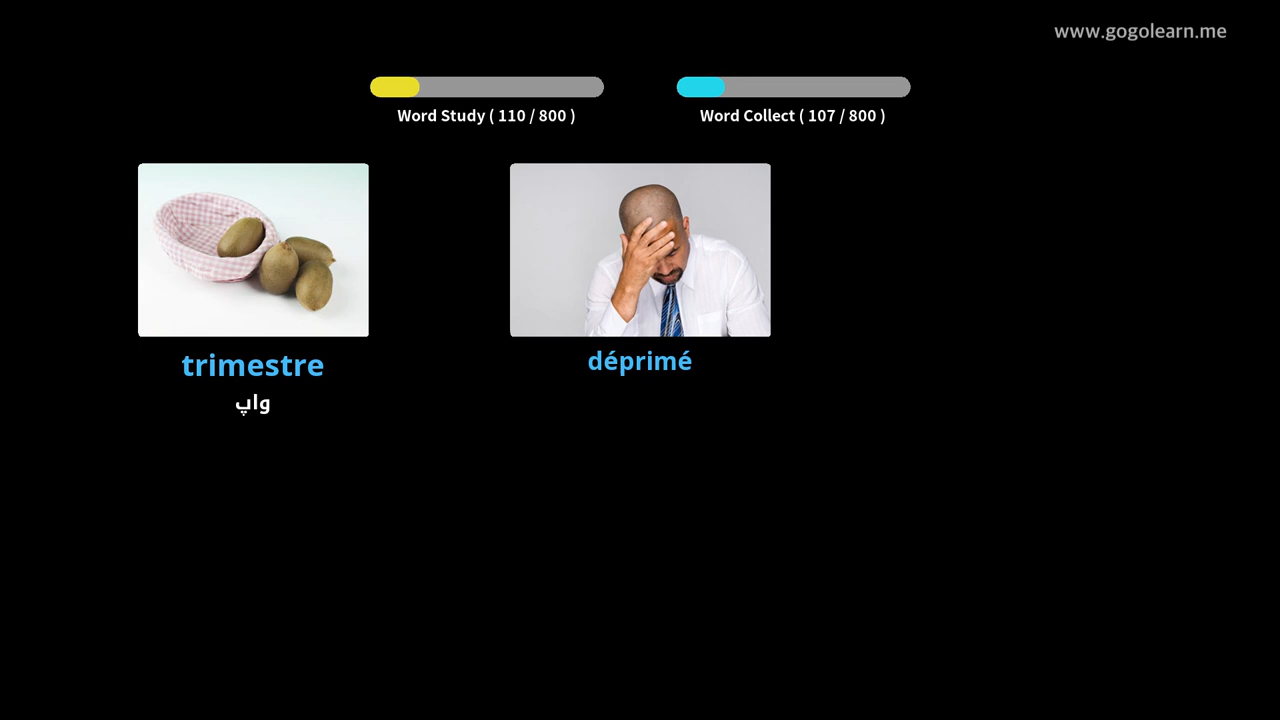 www.gogolearn.me
Word Study ( 110 / 800 )
Word Collect ( 107 / 800 )
trimestre
واپ
déprimé